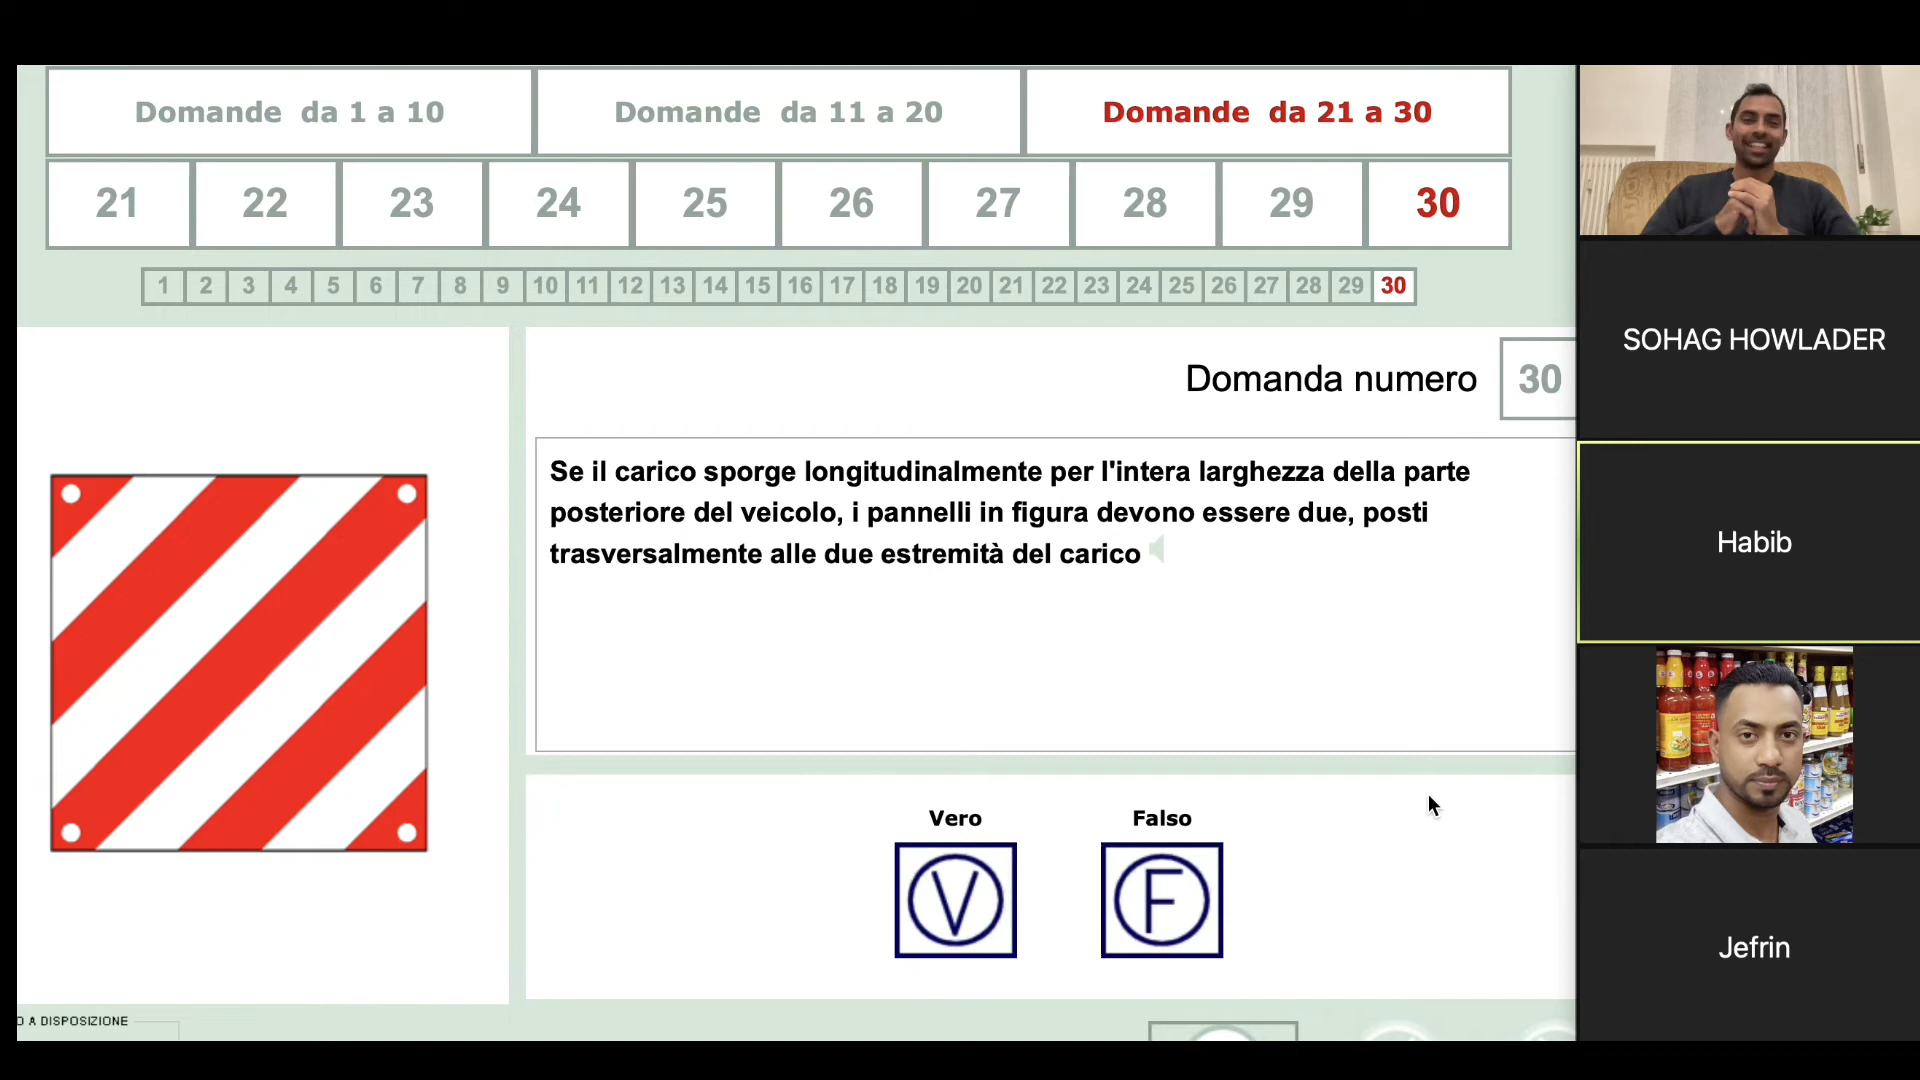 Domande da 1 a 10
Domande da 11 a 20
Domande da 21 a 30
21 22 23 24 25 26 27 28 29 30
1 2 3 4 5 6 7 8 9 10 11 12 13 14 15 16 17 18 19 20 21 22 23 24 25 26 27 28 29 30
Domanda numero 30
Se il carico sporge longitudinalmente per l'intera larghezza della parte
posteriore del veicolo, i pannelli in figura devono essere due, posti
trasversalmente alle due estremità del carico
Vero
Falso
V
F
O A DISPOSIZIONE
SOHAG HOWLADER
Habib
Jefrin